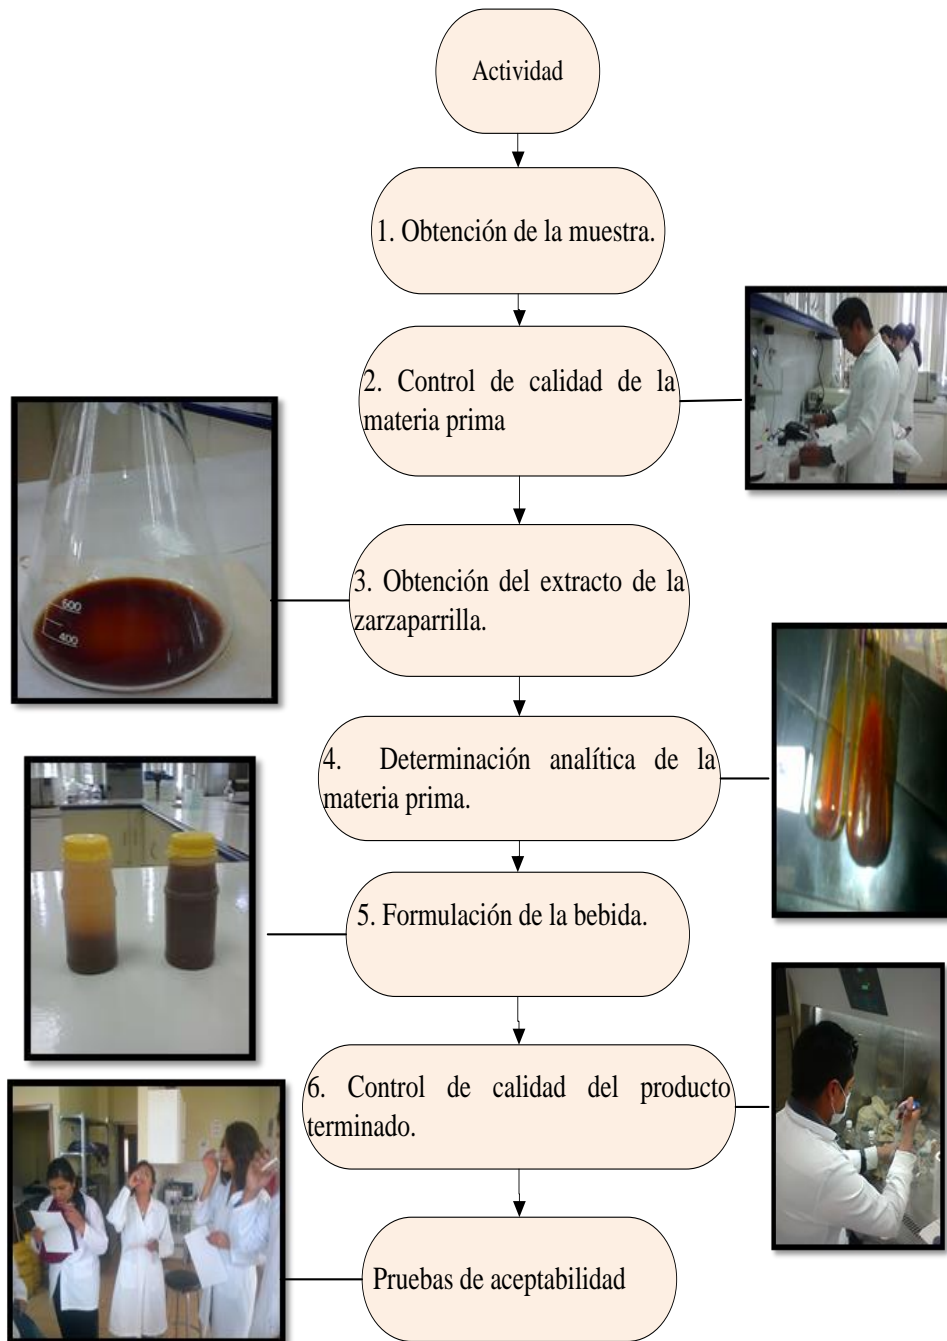 Actividad
1. Obtención de la muestra.
2. Control de calidad de la
materia prima
3. Obtención del extracto de la
zarzaparrilla.
600
400
4. Determinación analítica de la
materia prima.
5. Formulación de la bebida.
6. Control de calidad del producto
terminado.
Pruebas de aceptabilidad